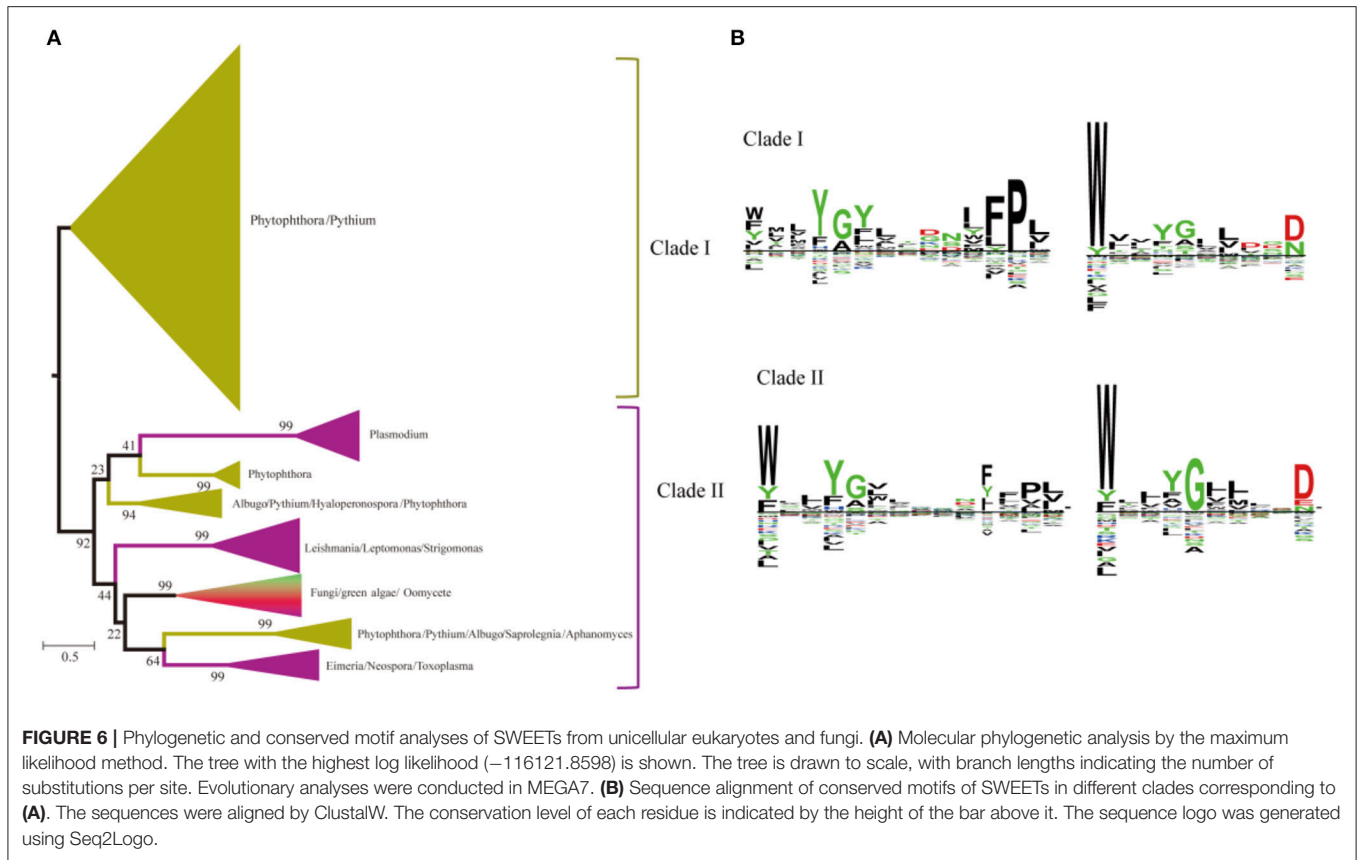 A
B
Phytophthora/Pythium
Clade I
Clade I
Clade II
Clade II
99
Plasmodium
41
23
Phytophthora
99
Albugo/Pythium/Hyaloperonospora/Phytophthora
94
92
99
Leishmania/Leptomonas/Strigomonas
44
99
Fungi/green algae/ Oomycete
22
99
Phytophthora/Pythium/Albugo/Saprolegnia/Aphanomyces
64
Eimeria/Neospora/Toxoplasma
99
0.5
FIGURE 6 | Phylogenetic and conserved motif analyses of SWEETs from unicellular eukaryotes and fungi. (A) Molecular phylogenetic analysis by the maximum
likelihood method. The tree with the highest log likelihood (−116121.8598) is shown. The tree is drawn to scale, with branch lengths indicating the number of
substitutions per site. Evolutionary analyses were conducted in MEGA7. (B) Sequence alignment of conserved motifs of SWEETs in different clades corresponding to
(A). The sequences were aligned by ClustalW. The conservation level of each residue is indicated by the height of the bar above it. The sequence logo was generated
using Seq2Logo.